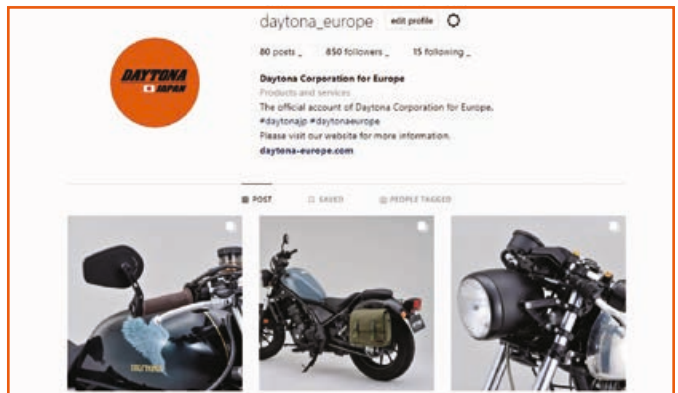 daytona_europe edit profile
80 posts _ 850 followers _ 15 following _
DAYTONA
JAPAN
Daytona Corporation for Europe
Products and services
The official account of Daytona Corporation for Europe.
#daytonajp #daytonaeurope
Please visit our website for more information.
daytona-europe.com
POST SAVED PEOPLE TAGGED